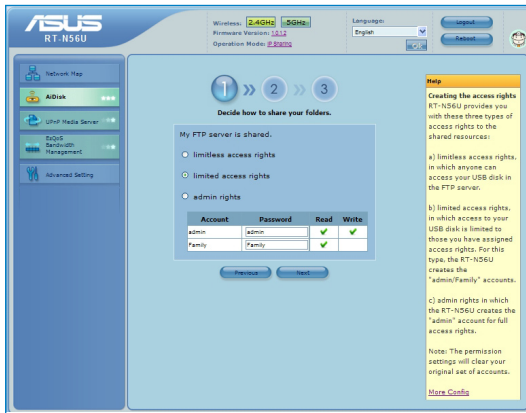 ASUS
RT-N56U
Wireless: 2.4GHz 5GHz
Firmware Version: 1.0.1.2
Operation Mode: IP Sharing
Language:
English
Logout
Reboot
Network Map
AiDisk
UPnP Media Server
EzQoS
Bandwidth
Management
Advanced Setting
1 » 2 » 3
Decide how to share your folders.
My FTP server is shared.
limitless access rights
limited access rights
admin rights
Account Password Read Write
admin admin
Family Family
Previous Next
Help
Creating the access rights
RT-N56U provides you
with these three types of
access rights to the
shared resources:
a) limitless access rights,
in which anyone can
access your USB disk in
the FTP server.
b) limited access rights,
in which access to your
USB disk is limited to
those you have assigned
access rights. For this
type, the RT-N56U
creates the
"admin/Family" accounts.
c) admin rights in which
the RT-N56U creates the
"admin" account for full
access rights.
Note: The permission
settings will clear your
original set of accounts.
More Config